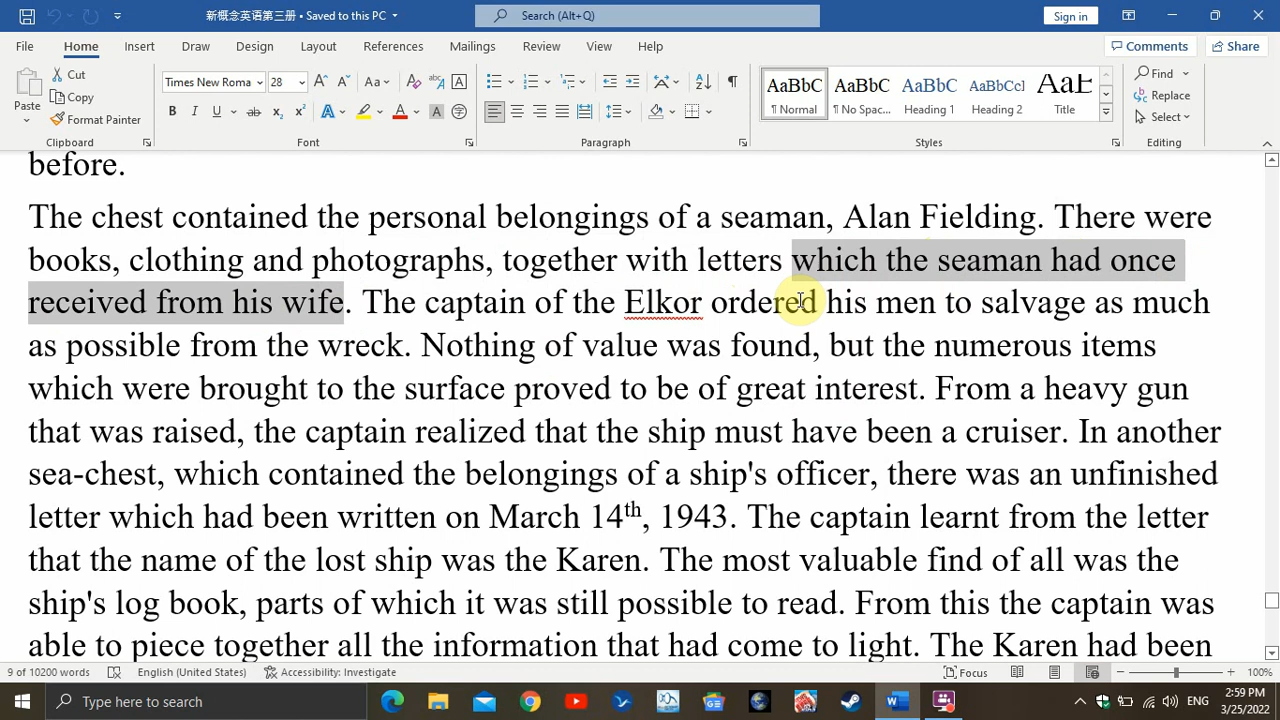 新概念英语第三册 • Saved to this PC
Search (Alt+Q)
Sign in
File Home Insert Draw Design Layout References Mailings Review View Help
Comments Share
Paste
Cut
Copy
Format Painter
Clipboard
Times New Roma 28
Font
Paragraph
AaBbC AaBbC AaBbC AaBbCcI AaB
¶ Normal ¶ No Spac... Heading 1 Heading 2 Title
Styles
Find
Replace
Select
Editing
before.
The chest contained the personal belongings of a seaman, Alan Fielding. There were
books, clothing and photographs, together with letters which the seaman had once
received from his wife. The captain of the Elkor ordered his men to salvage as much
as possible from the wreck. Nothing of value was found, but the numerous items
which were brought to the surface proved to be of great interest. From a heavy gun
that was raised, the captain realized that the ship must have been a cruiser. In another
sea-chest, which contained the belongings of a ship's officer, there was an unfinished
letter which had been written on March 14th, 1943. The captain learnt from the letter
that the name of the lost ship was the Karen. The most valuable find of all was the
ship's log book, parts of which it was still possible to read. From this the captain was
able to piece together all the information that had come to light. The Karen had been
9 of 10200 words English (United States) Accessibility: Investigate Focus 100%
Type here to search
ENG
2:59 PM
3/25/2022